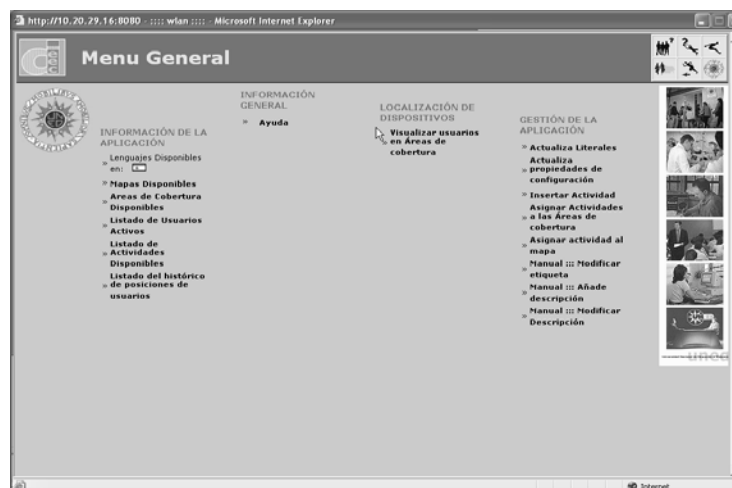 http://10.20.29.16:8080 - :::: wlan :::: - Microsoft Internet Explorer
Menu General
INFORMACIÓN DE LA
APLICACIÓN
» Lenguajes Disponibles
en:
» Mapas Disponibles
» Areas de Cobertura
Disponibles
» Listado de Usuarios
Activos
Listado de
» Actividades
Disponibles
Listado del histórico
» de posiciones de
usuarios
INFORMACIÓN
GENERAL
» Ayuda
LOCALIZACIÓN DE
DISPOSITIVOS
Visualizar usuarios
» en Áreas de
cobertura
GESTIÓN DE LA
APLICACIÓN
» Actualiza Literales
Actualiza
» propiedades de
configuración
» Insertar Actividad
Asignar Actividades
» a las Áreas de
cobertura
» Asignar actividad al
mapa
» Manual ::: Modificar
etiqueta
» Manual ::: Añade
descripción
» Manual ::: Modificar
Descripción
uned
Internet